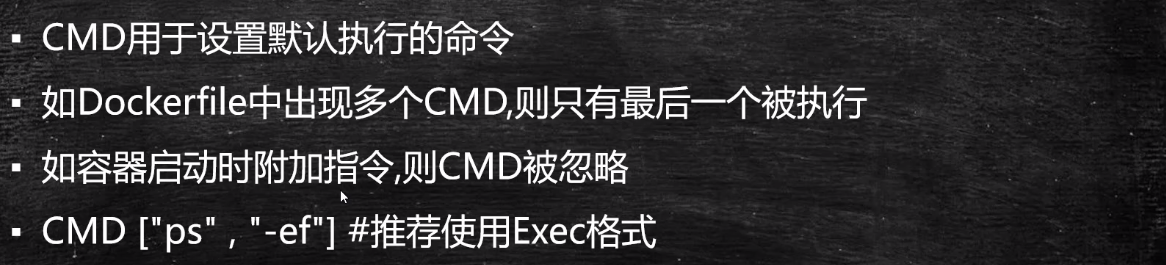 ▪ CMD用于设置默认执行的命令
▪ 如Dockerfile中出现多个CMD,则只有最后一个被执行
▪ 如容器启动时附加指令,则CMD被忽略
▪ CMD ["ps" , "-ef"] #推荐使用Exec格式